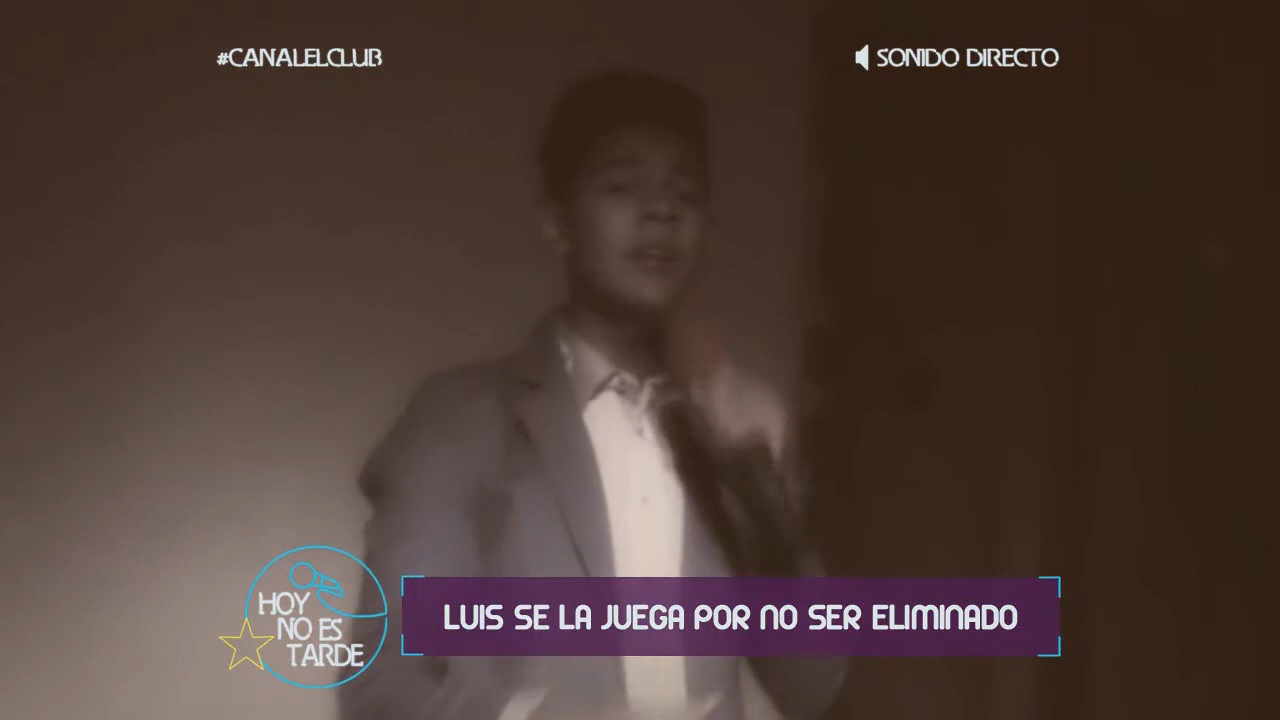 #CANALELCLUB
SONIDO DIRECTO
HOY
NO ES
TARDE
LUIS SE LA JUEGA POR NO SER ELIMINADO